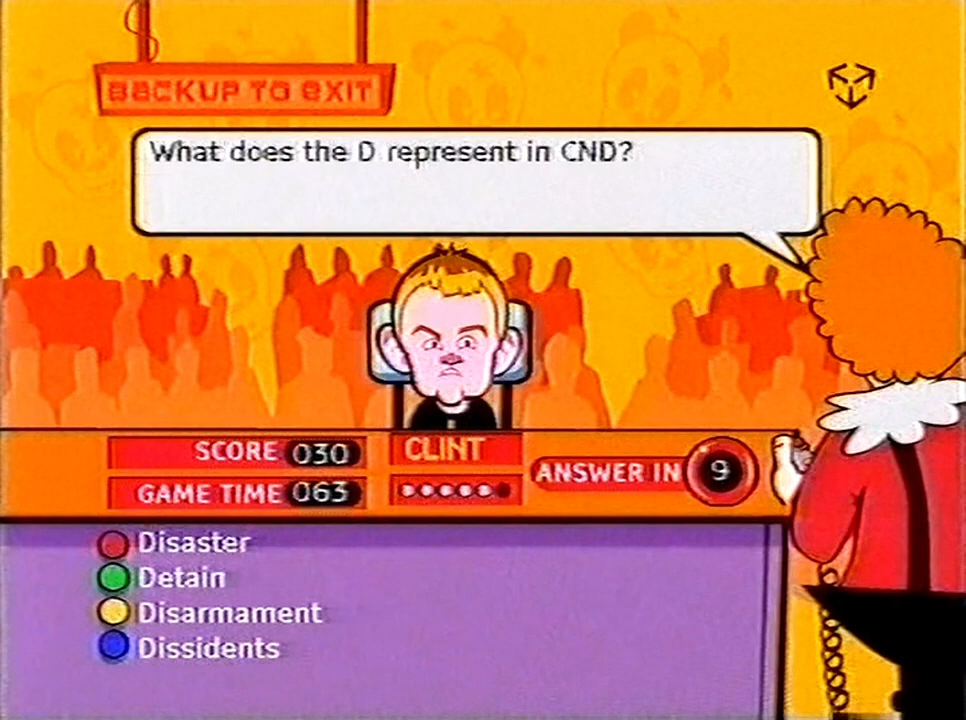 BACKUP TO EXIT
What does the D represent in CND?
SCORE 030
CLINT
GAME TIME 063
ANSWER IN 9
Disaster
Detain
Disarmament
Dissidents